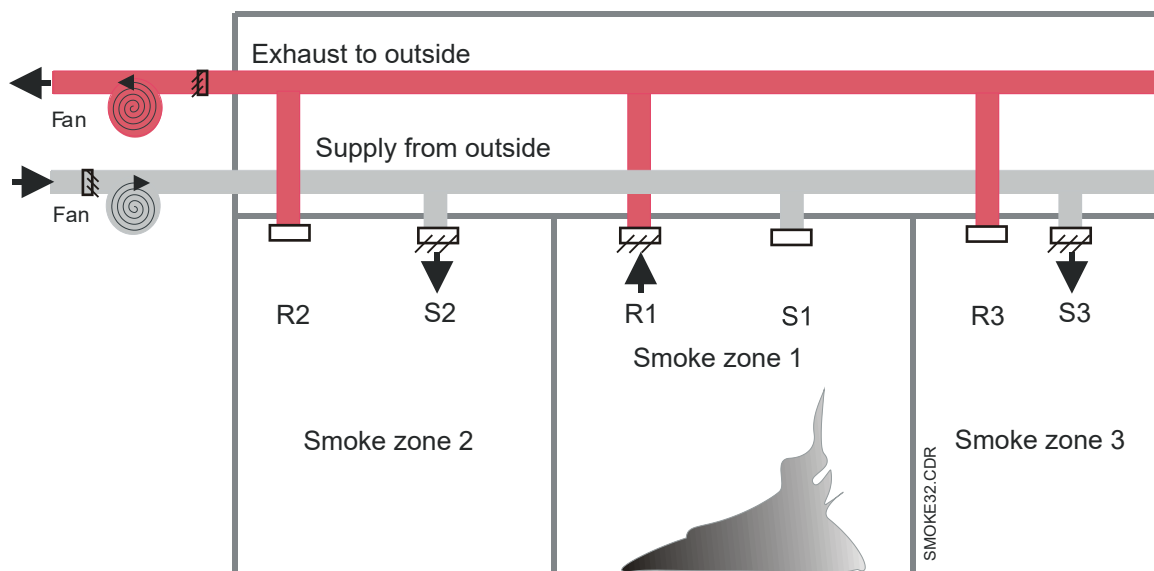 Exhaust to outside
Fan
Supply from outside
Fan
R2
S2
R1
S1
R3
S3
Smoke zone 1
Smoke zone 2
Smoke zone 3
SMOKE32.CDR